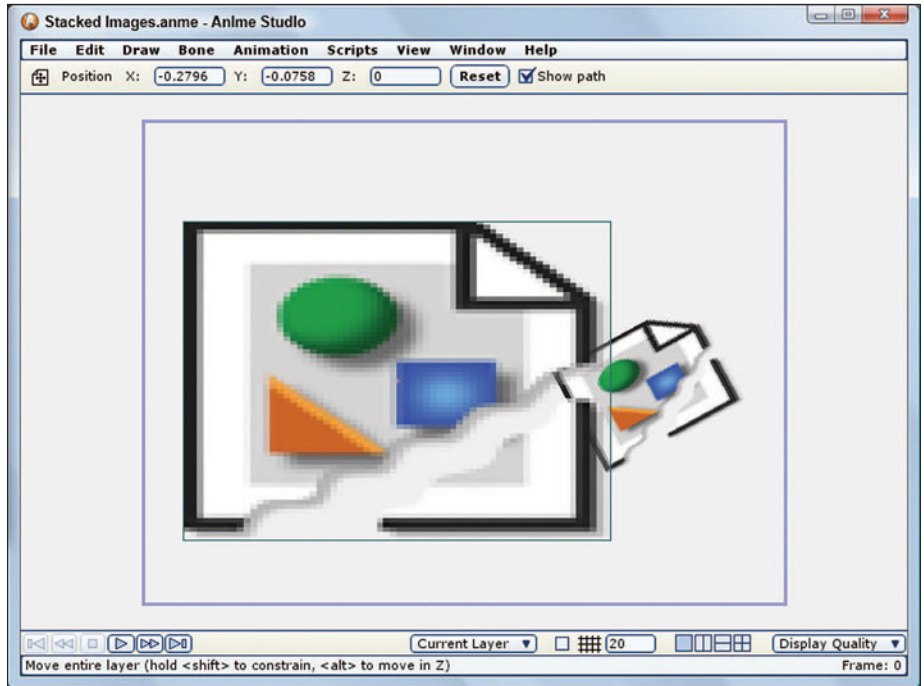 Stacked Images.anme - AnIme StudIo
File Edit Draw Bone Animation Scripts View Window Help
Position X: -0.2796 Y: -0.0758 Z: 0 Reset Show path
Current Layer 20 Display Quality
Move entire layer (hold <shift> to constrain, <alt> to move in Z) Frame: 0